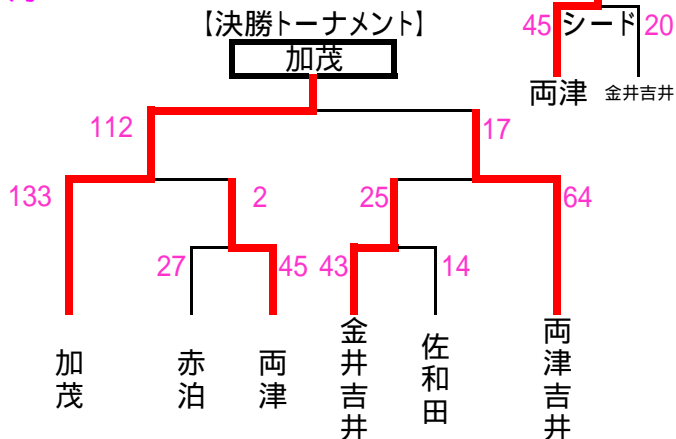 【決勝トーナメント】
加茂
45 シード 20
両津 金井吉井
112 17
133 2 25 64
27 45 43 14
加茂
赤泊
両津
金井吉井
佐和田
両津吉井